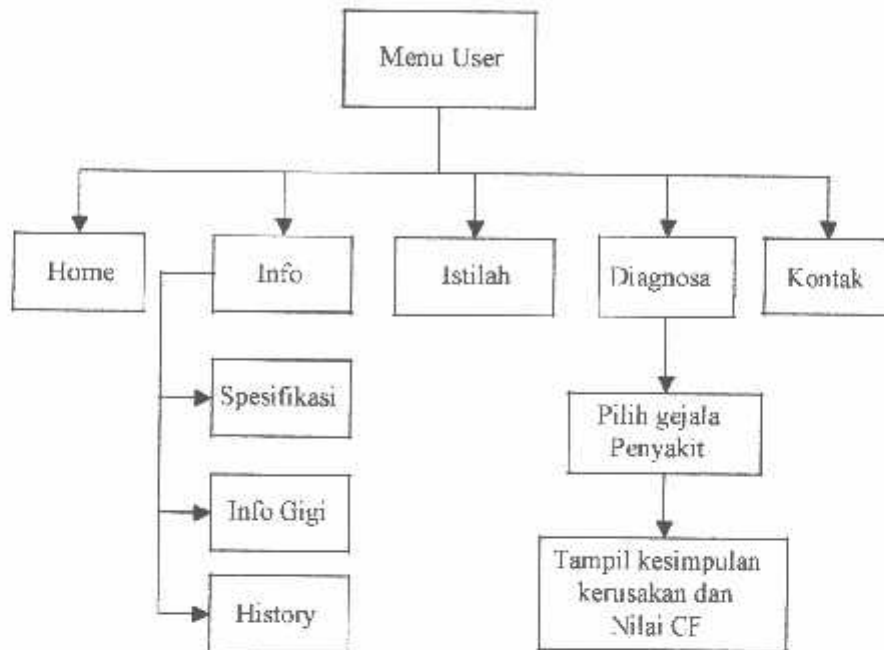 Menu User
Home
Info
Istilah
Diagnosa
Kontak
Spesifikasi
Pilih gejala
Penyakit
Info Gigi
Tampil kesimpulan
kerusakan dan
Nilai CF
History